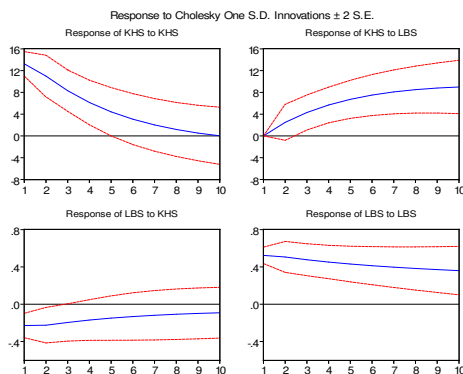 Response to Cholesky One S.D. Innovations ± 2 S.E.
Response of KHS to KHS
16
12
8
4
0
-4
-8
1 2 3 4 5 6 7 8 9 10
Response of KHS to LBS
16
12
8
4
0
-4
-8
1 2 3 4 5 6 7 8 9 10
Response of LBS to KHS
.8
.4
.0
-.4
1 2 3 4 5 6 7 8 9 10
Response of LBS to LBS
.8
.4
.0
-.4
1 2 3 4 5 6 7 8 9 10